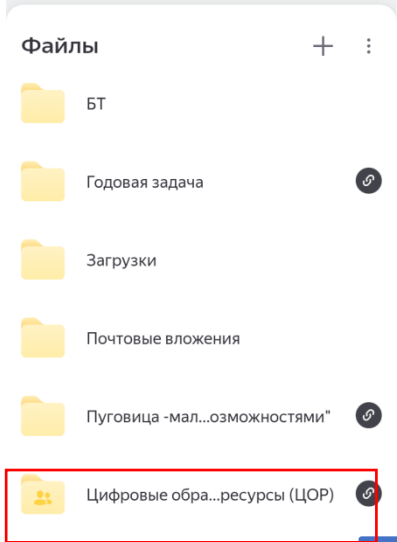 Файлы
БТ
Годовая задача
Загрузки
Почтовые вложения
Пуговица -мал...озможностями"
Цифровые обра...ресурсы (ЦОР)